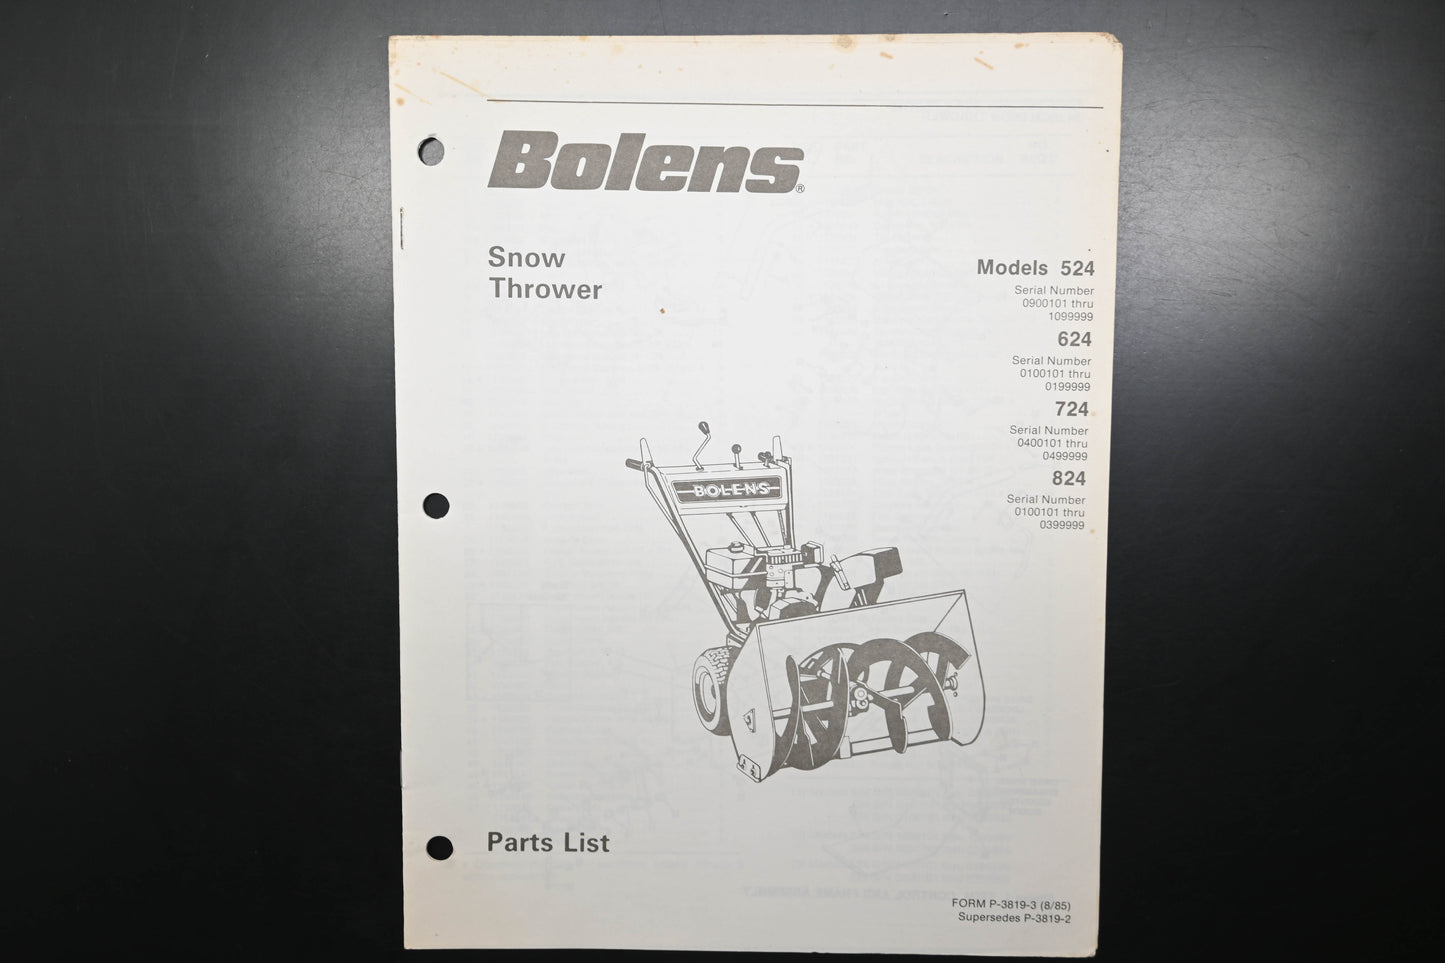 Bolens®
Snow
Thrower
Models 524
Serial Number
0900101 thru
1099999
624
Serial Number
0100101 thru
0199999
724
Serial Number
0400101 thru
0499999
824
Serial Number
0100101 thru
0399999
BOLENS
Parts List
FORM P-3819-3 (8/85)
Supersedes P-3819-2